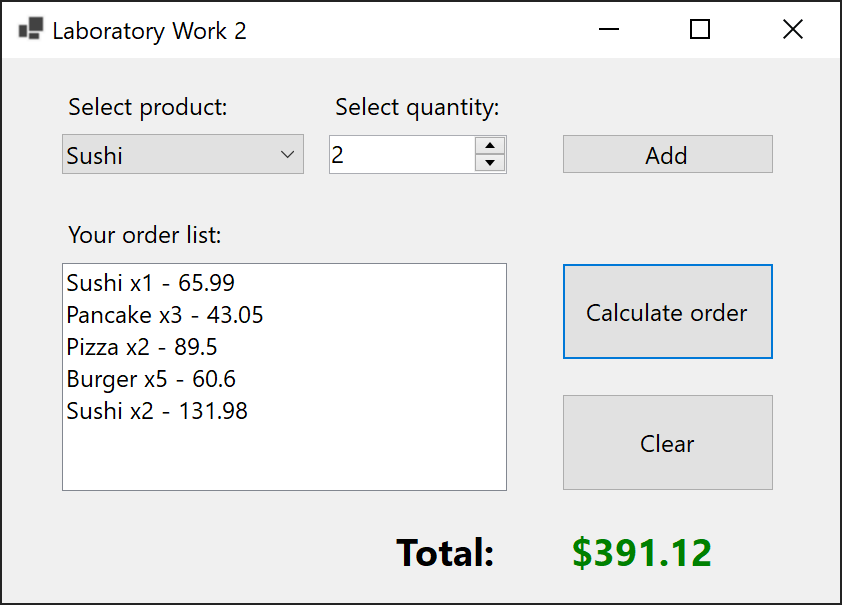 Laboratory Work 2
Select product: Select quantity:
Sushi 2 Add
Your order list:
Sushi x1 - 65.99
Pancake x3 - 43.05
Pizza x2 - 89.5
Burger x5 - 60.6
Sushi x2 - 131.98
Calculate order
Clear
Total: $391.12